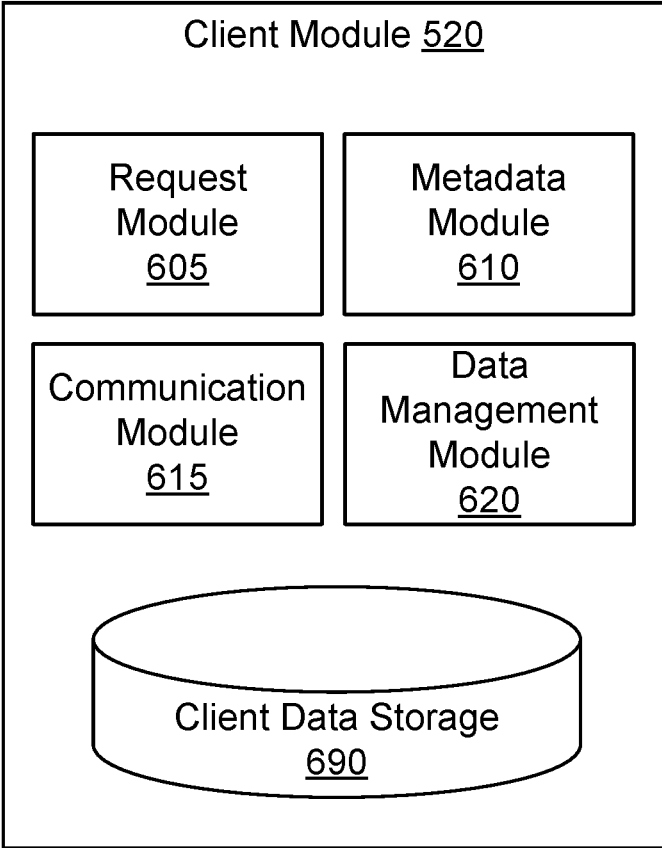 Client Module 520
Request
Module
605
Metadata
Module
610
Communication
Module
615
Data
Management
Module
620
Client Data Storage
690